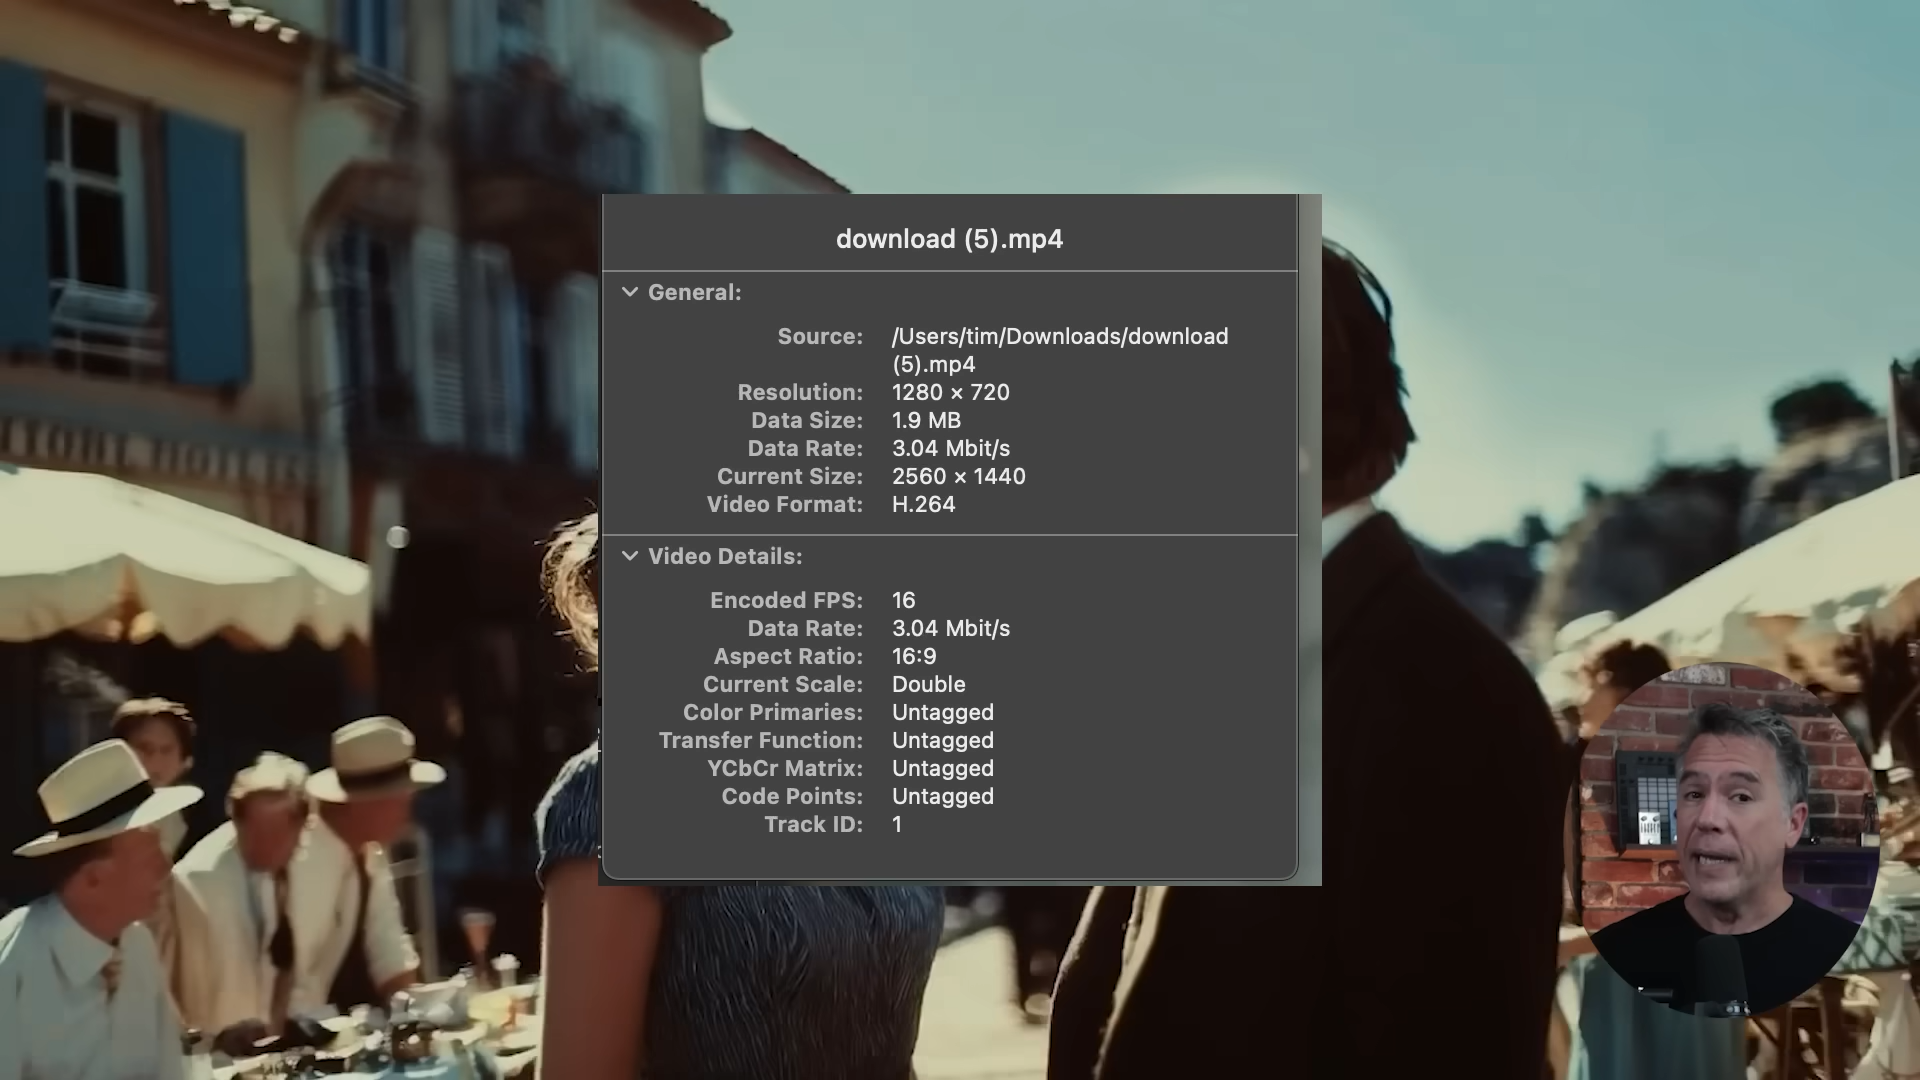 download (5).mp4
General:
Source: /Users/tim/Downloads/download
(5).mp4
Resolution: 1280 × 720
Data Size: 1.9 MB
Data Rate: 3.04 Mbit/s
Current Size: 2560 × 1440
Video Format: H.264
Video Details:
Encoded FPS: 16
Data Rate: 3.04 Mbit/s
Aspect Ratio: 16:9
Current Scale: Double
Color Primaries: Untagged
Transfer Function: Untagged
YCbCr Matrix: Untagged
Code Points: Untagged
Track ID: 1